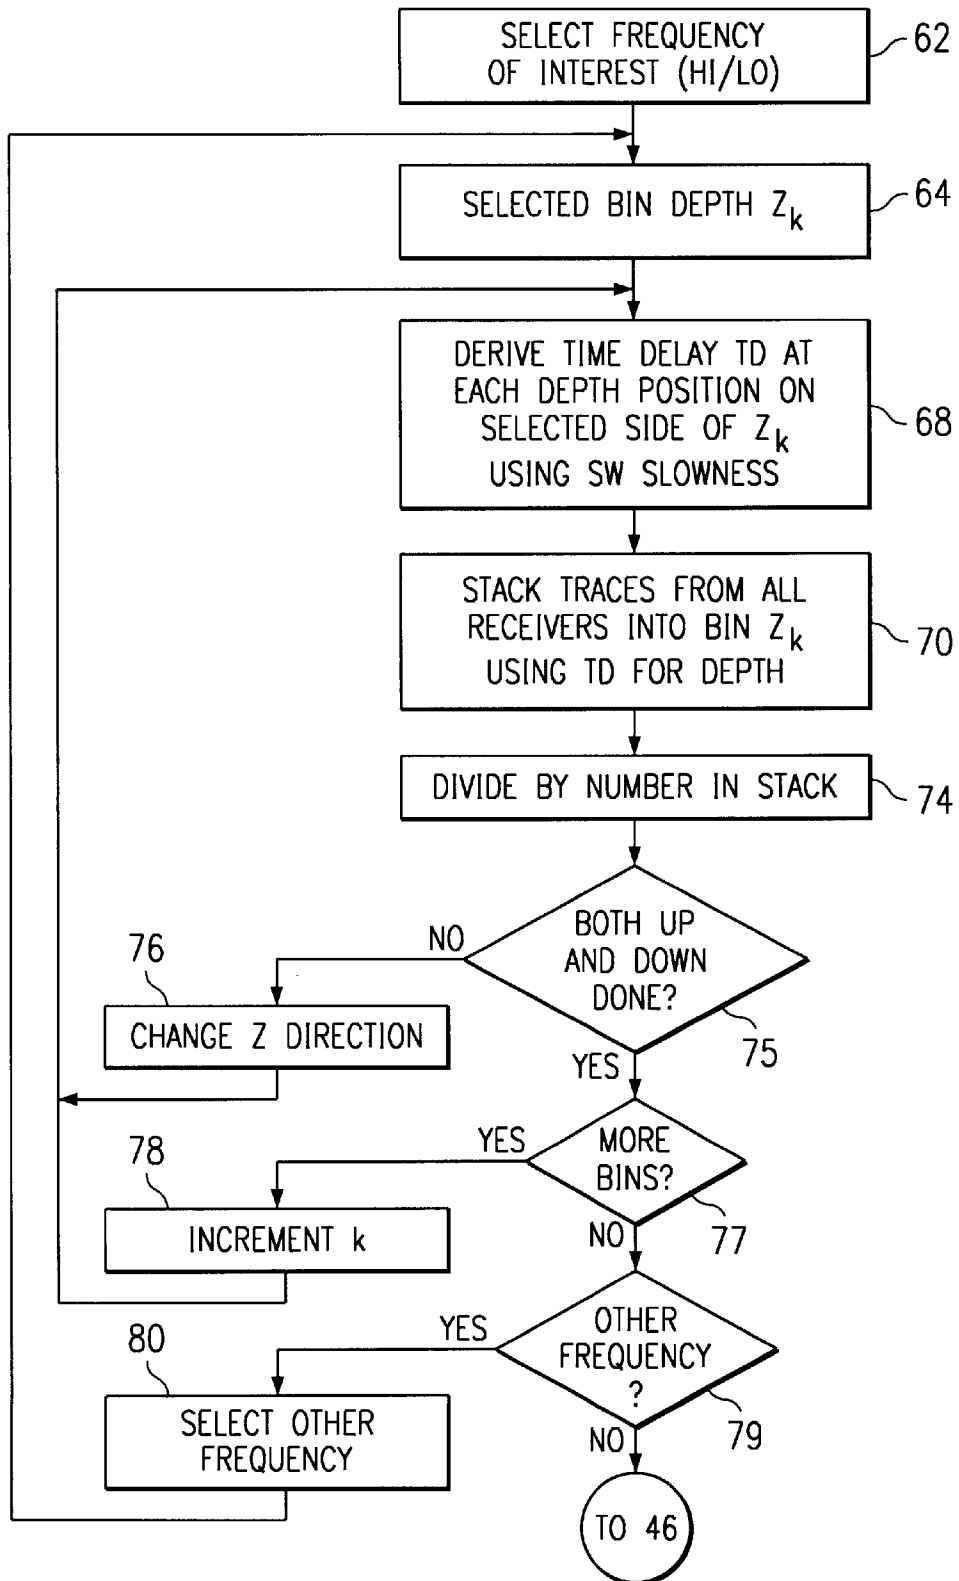 SELECT FREQUENCY
OF INTEREST (HI/LO)
62
SELECTED BIN DEPTH Zk
64
DERIVE TIME DELAY TD AT
EACH DEPTH POSITION ON
SELECTED SIDE OF Zk
USING SW SLOWNESS
68
STACK TRACES FROM ALL
RECEIVERS INTO BIN Zk
USING TD FOR DEPTH
70
DIVIDE BY NUMBER IN STACK
74
BOTH UP
AND DOWN
DONE?
75
NO
76
CHANGE Z DIRECTION
YES
MORE
BINS?
77
YES
78
INCREMENT k
NO
OTHER
FREQUENCY
?
79
YES
80
SELECT OTHER
FREQUENCY
NO
TO 46